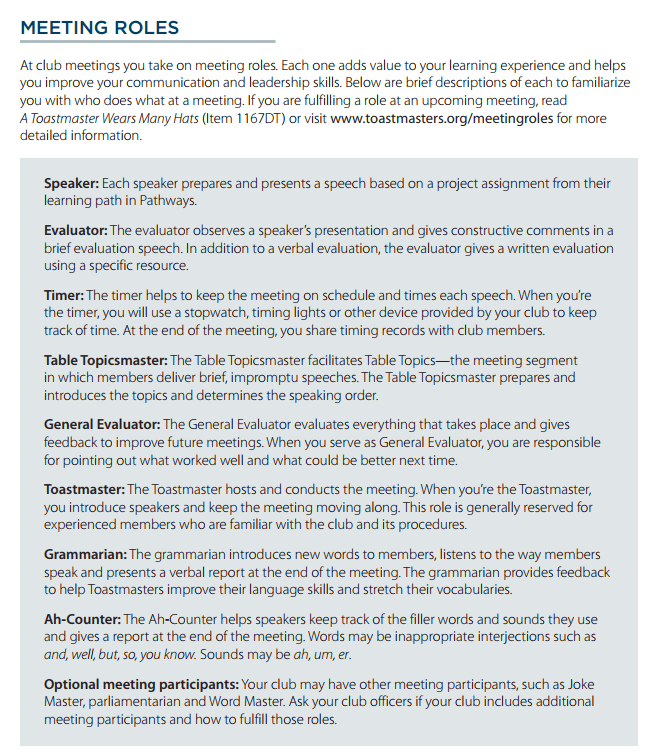 MEETING ROLES
At club meetings you take on meeting roles. Each one adds value to your learning experience and helps
you improve your communication and leadership skills. Below are brief descriptions of each to familiarize
you with who does what at a meeting. If you are fulfilling a role at an upcoming meeting, read
A Toastmaster Wears Many Hats (Item 1167DT) or visit www.toastmasters.org/meetingroles for more
detailed information.
Speaker: Each speaker prepares and presents a speech based on a project assignment from their
learning path in Pathways.
Evaluator: The evaluator observes a speaker's presentation and gives constructive comments in a
brief evaluation speech. In addition to a verbal evaluation, the evaluator gives a written evaluation
using a specific resource.
Timer: The timer helps to keep the meeting on schedule and times each speech. When you're
the timer, you will use a stopwatch, timing lights or other device provided by your club to keep
track of time. At the end of the meeting, you share timing records with club members.
Table Topicsmaster: The Table Topicsmaster facilitates Table Topics—the meeting segment
in which members deliver brief, impromptu speeches. The Table Topicsmaster prepares and
introduces the topics and determines the speaking order.
General Evaluator: The General Evaluator evaluates everything that takes place and gives
feedback to improve future meetings. When you serve as General Evaluator, you are responsible
for pointing out what worked well and what could be better next time.
Toastmaster: The Toastmaster hosts and conducts the meeting. When you're the Toastmaster,
you introduce speakers and keep the meeting moving along. This role is generally reserved for
experienced members who are familiar with the club and its procedures.
Grammarian: The grammarian introduces new words to members, listens to the way members
speak and presents a verbal report at the end of the meeting. The grammarian provides feedback
to help Toastmasters improve their language skills and stretch their vocabularies.
Ah-Counter: The Ah-Counter helps speakers keep track of the filler words and sounds they use
and gives a report at the end of the meeting. Words may be inappropriate interjections such as
and, well, but, so, you know. Sounds may be ah, um, er.
Optional meeting participants: Your club may have other meeting participants, such as Joke
Master, parliamentarian and Word Master. Ask your club officers if your club includes additional
meeting participants and how to fulfill those roles.